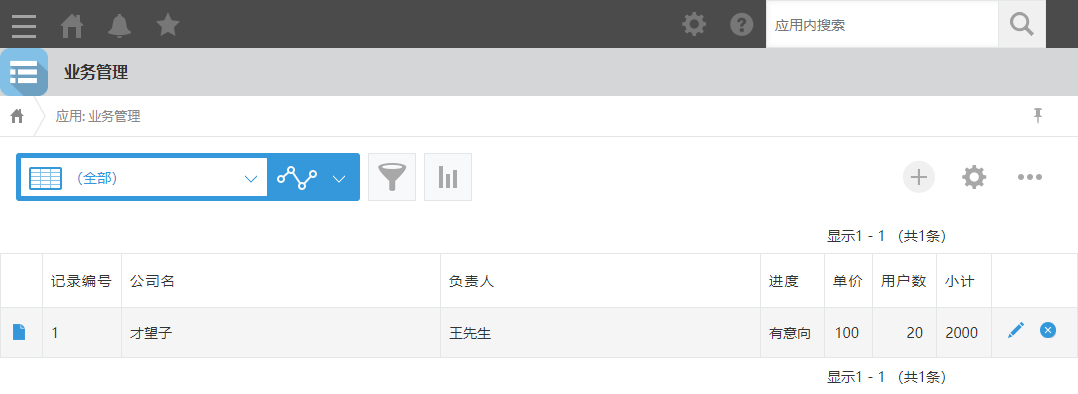 应用内搜索
业务管理
应用: 业务管理
（全部）
显示1 - 1 （共1条）
记录编号 公司名 负责人 进度 单价 用户数 小计
1 才望子 王先生 有意向 100 20 2000
显示1 - 1 （共1条）